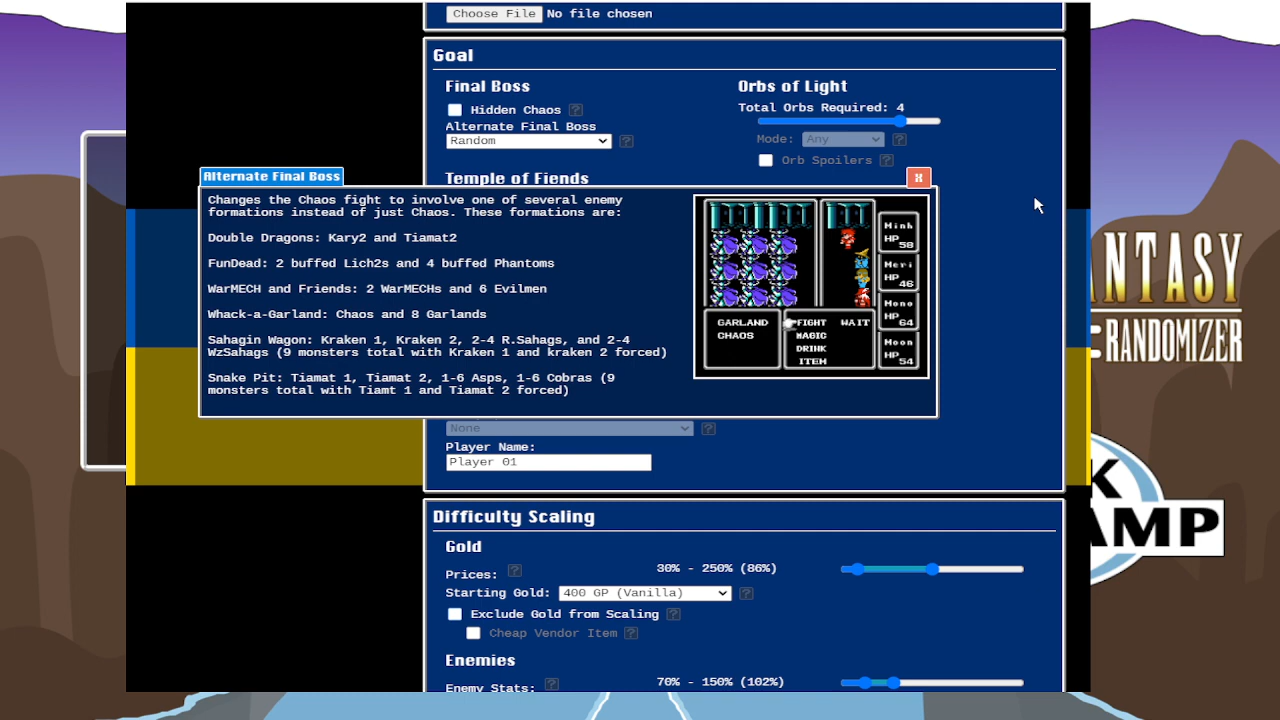 Choose File No file chosen
Goal
Final Boss
Hidden Chaos ?
Alternate Final Boss
Random ?
Orbs of Light
Total Orbs Required: 4
Mode: Any ?
Orb Spoilers ?
Temple of Fiends
Alternate Final Boss
X
Changes the Chaos fight to involve one of several enemy
formations instead of just Chaos. These formations are:
Double Dragons: Kary2 and Tiamat2
FunDead: 2 buffed Lich2s and 4 buffed Phantoms
WarMECH and Friends: 2 WarMECHs and 6 Evilmen
Whack-a-Garland: Chaos and 8 Garlands
Sahagin Wagon: Kraken 1, Kraken 2, 2-4 R.Sahags, and 2-4
WzSahags (9 monsters total with Kraken 1 and kraken 2 forced)
Snake Pit: Tiamat 1, Tiamat 2, 1-6 Asps, 1-6 Cobras (9
monsters total with Tiamt 1 and Tiamat 2 forced)
Minh
HP
58
Meri
HP
46
Mono
HP
64
Moon
HP
54
GARLAND
CHAOS
FIGHT WAIT
MAGIC
DRINK
ITEM
None ?
Player Name:
Player 01
Difficulty Scaling
Gold
Prices: ? 30% - 250% (86%)
Starting Gold: 400 GP (Vanilla) ?
Exclude Gold from Scaling ?
Cheap Vendor Item ?
Enemies
Enemy Stats: ? 70% - 150% (102%)
NTASY
RANDOMIZER
K
AMP